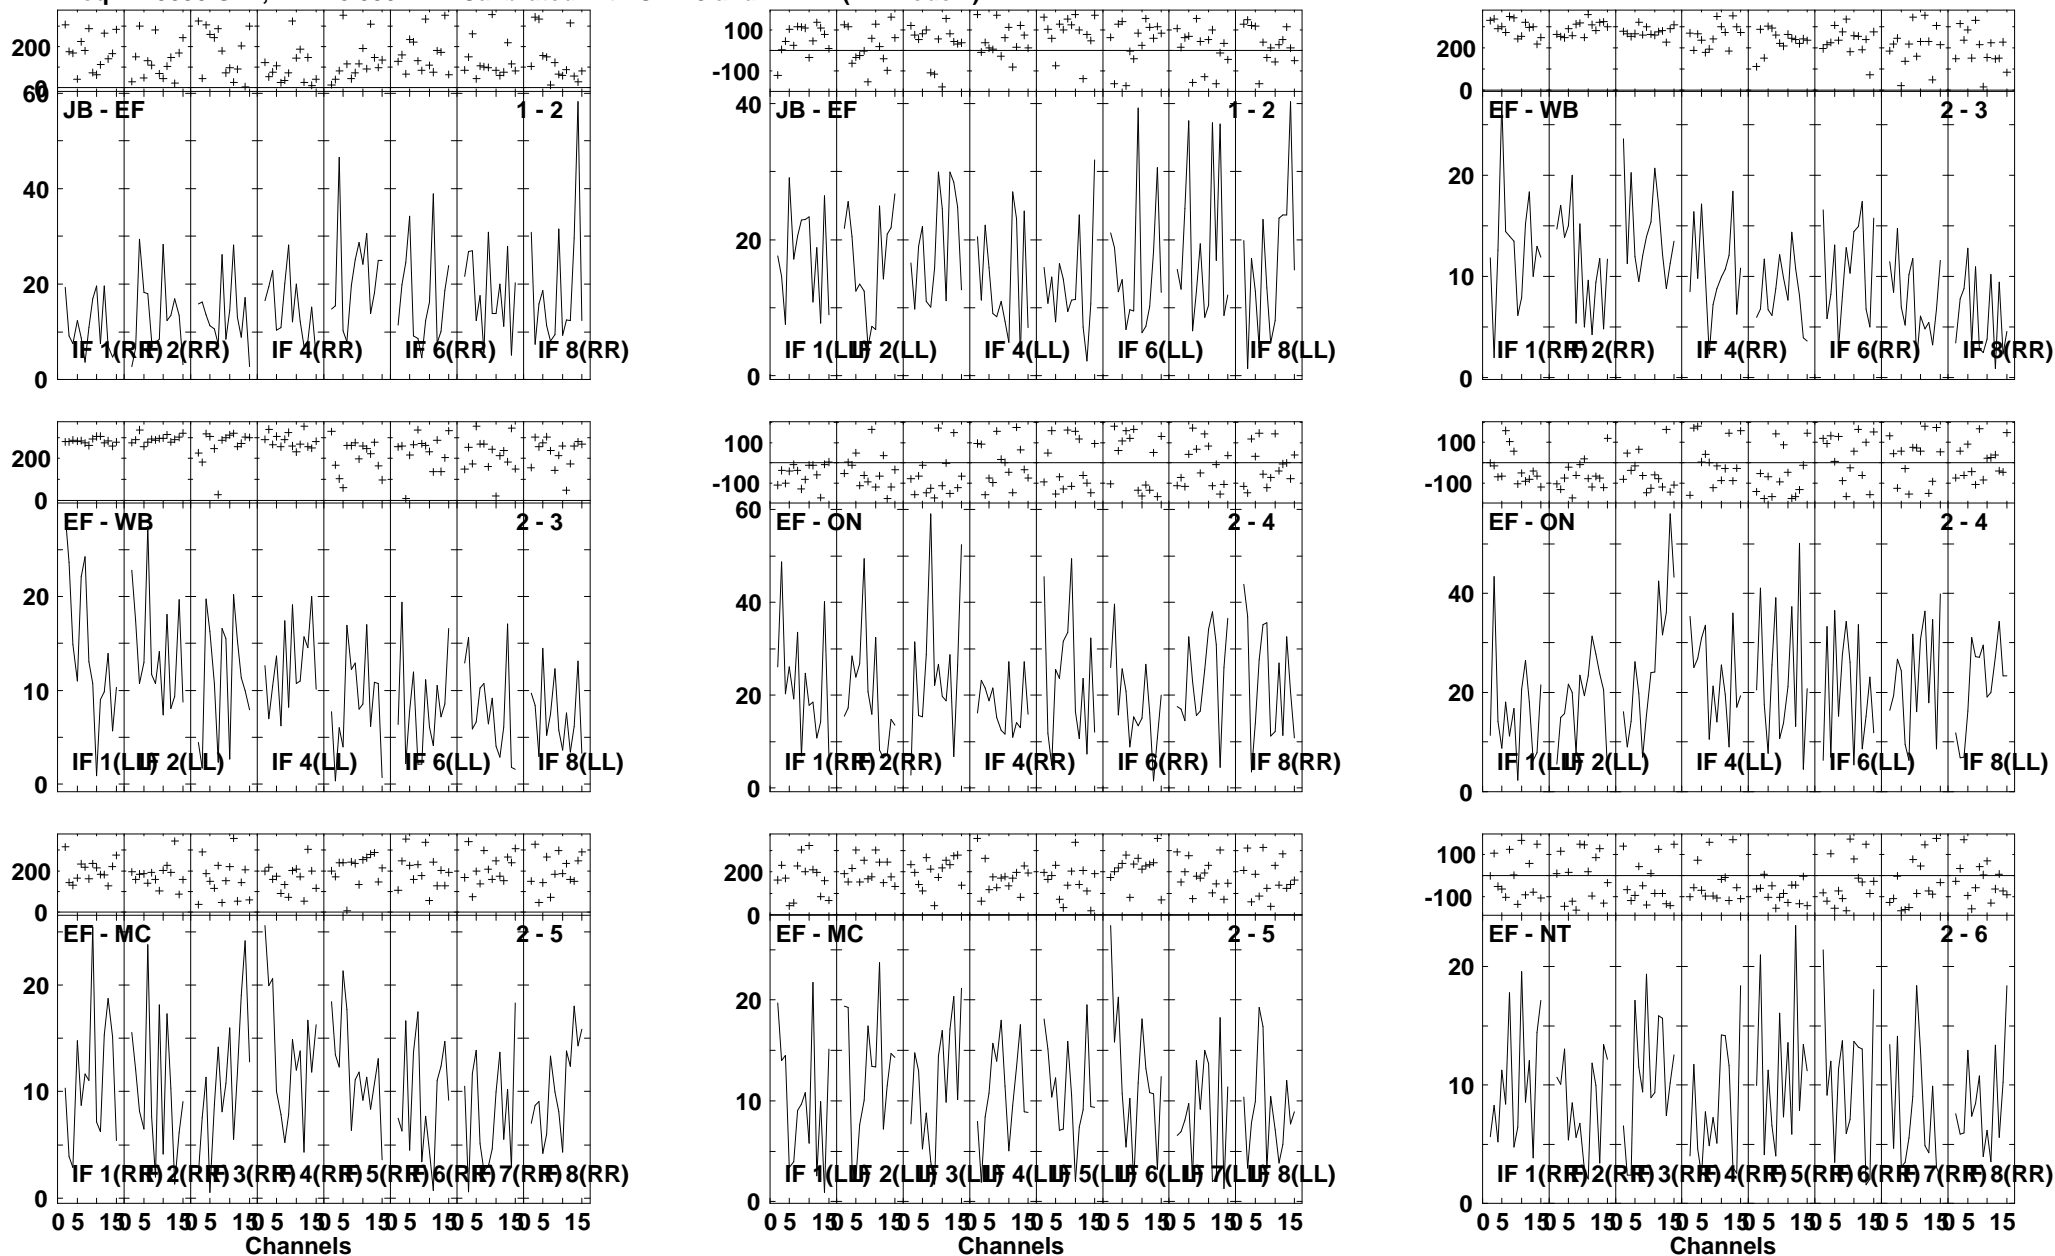 200
0
60
JB - EF
1 - 2
40
20
0
IF 1(RR)
IF 2(RR)
IF 4(RR)
IF 6(RR)
IF 8(RR)
100
-100
40
JB - EF
1 - 2
20
0
IF 1(LL)
IF 2(LL)
IF 4(LL)
IF 6(LL)
IF 8(LL)
200
0
EF - WB
2 - 3
20
10
0
IF 1(RR)
IF 2(RR)
IF 4(RR)
IF 6(RR)
IF 8(RR)
200
0
EF - WB
2 - 3
20
10
0
IF 1(LL)
IF 2(LL)
IF 4(LL)
IF 6(LL)
IF 8(LL)
100
-100
60
EF - ON
2 - 4
40
20
0
IF 1(RR)
IF 2(RR)
IF 4(RR)
IF 6(RR)
IF 8(RR)
100
-100
EF - ON
2 - 4
40
20
0
IF 1(LL)
IF 2(LL)
IF 4(LL)
IF 6(LL)
IF 8(LL)
200
0
EF - MC
2 - 5
20
10
0
IF 1(RR)
IF 2(RR)
IF 3(RR)
IF 4(RR)
IF 5(RR)
IF 6(RR)
IF 7(RR)
IF 8(RR)
0 5 15 0 5 15 0 5 15 0 5 15 0 5 15 0 5 15 0 5 15 0 5 15
Channels
200
0
EF - MC
2 - 5
20
10
0
IF 1(LL)
IF 2(LL)
IF 3(LL)
IF 4(LL)
IF 5(LL)
IF 6(LL)
IF 7(LL)
IF 8(LL)
0 5 15 0 5 15 0 5 15 0 5 15 0 5 15 0 5 15 0 5 15 0 5 15
Channels
100
-100
EF - NT
2 - 6
20
10
0
IF 1(RR)
IF 2(RR)
IF 3(RR)
IF 4(RR)
IF 5(RR)
IF 6(RR)
IF 7(RR)
IF 8(RR)
0 5 15 0 5 15 0 5 15 0 5 15 0 5 15 0 5 15 0 5 15 0 5 15
Channels